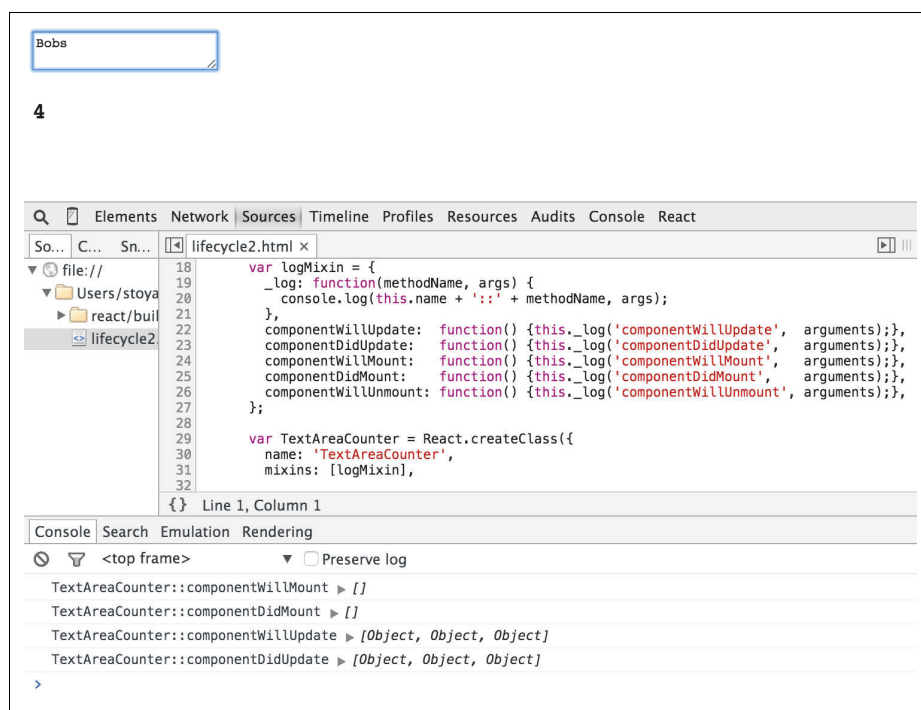 Bobs
4
Elements Network Sources Timeline Profiles Resources Audits Console React
So... C... Sn... lifecycle2.html ×
file://
Users/stoya
react/buil
lifecycle2.
18 var logMixin = {
19 _log: function(methodName, args) {
20 console.log(this.name + '::' + methodName, args);
21 },
22 componentWillUpdate: function() {this._log('componentWillUpdate', arguments);},
23 componentDidUpdate: function() {this._log('componentDidUpdate', arguments);},
24 componentWillMount: function() {this._log('componentWillMount', arguments);},
25 componentDidMount: function() {this._log('componentDidMount', arguments);},
26 componentWillUnmount: function() {this._log('componentWillUnmount', arguments);},
27 };
28
29 var TextAreaCounter = React.createClass({
30 name: 'TextAreaCounter',
31 mixins: [logMixin],
32
{} Line 1, Column 1
Console Search Emulation Rendering
<top frame> ▼ Preserve log
TextAreaCounter::componentWillMount ▶ []
TextAreaCounter::componentDidMount ▶ []
TextAreaCounter::componentWillUpdate ▶ [Object, Object, Object]
TextAreaCounter::componentDidUpdate ▶ [Object, Object, Object]
>